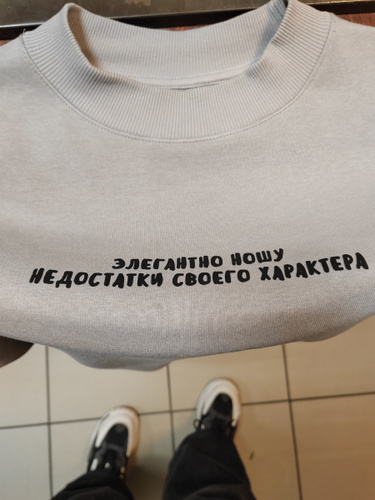 ЭЛЕГАНТНО НОШУ
НЕДОСТАТКИ СВОЕГО ХАРАКТЕРА